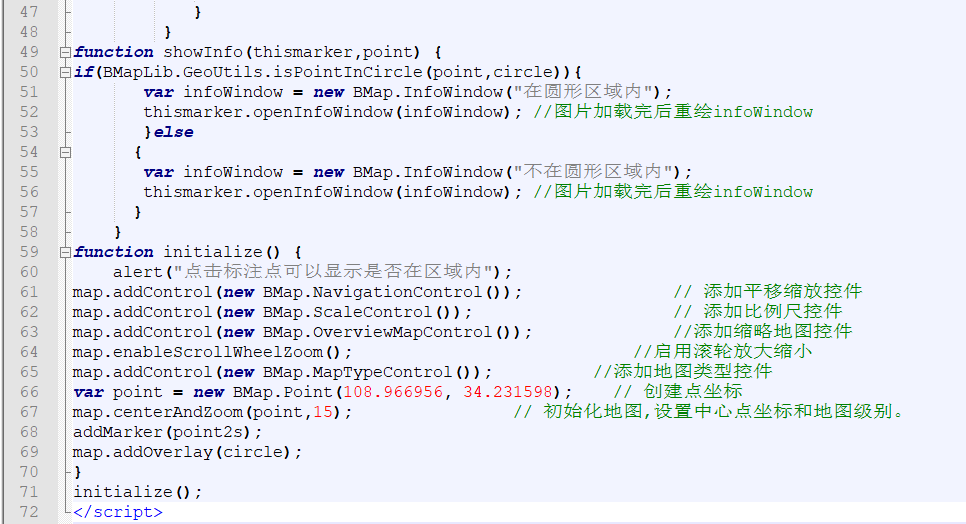 47 }
48 }
49 function showInfo(thismarker,point) {
50 if(BMapLib.GeoUtils.isPointInCircle(point,circle)){
51 var infoWindow = new BMap.InfoWindow("在圆形区域内");
52 thismarker.openInfoWindow(infoWindow); //图片加载完后重绘infoWindow
53 }else
54 {
55 var infoWindow = new BMap.InfoWindow("不在圆形区域内");
56 thismarker.openInfoWindow(infoWindow); //图片加载完后重绘infoWindow
57 }
58 }
59 function initialize() {
60 alert("点击标注点可以显示是否在区域内");
61 map.addControl(new BMap.NavigationControl()); // 添加平移缩放控件
62 map.addControl(new BMap.ScaleControl()); // 添加比例尺控件
63 map.addControl(new BMap.OverviewMapControl()); //添加缩略地图控件
64 map.enableScrollWheelZoom(); //启用滚轮放大缩小
65 map.addControl(new BMap.MapTypeControl()); //添加地图类型控件
66 var point = new BMap.Point(108.966956, 34.231598); // 创建点坐标
67 map.centerAndZoom(point,15); // 初始化地图,设置中心点坐标和地图级别。
68 addMarker(point2s);
69 map.addOverlay(circle);
70 }
71 initialize();
72 </script>